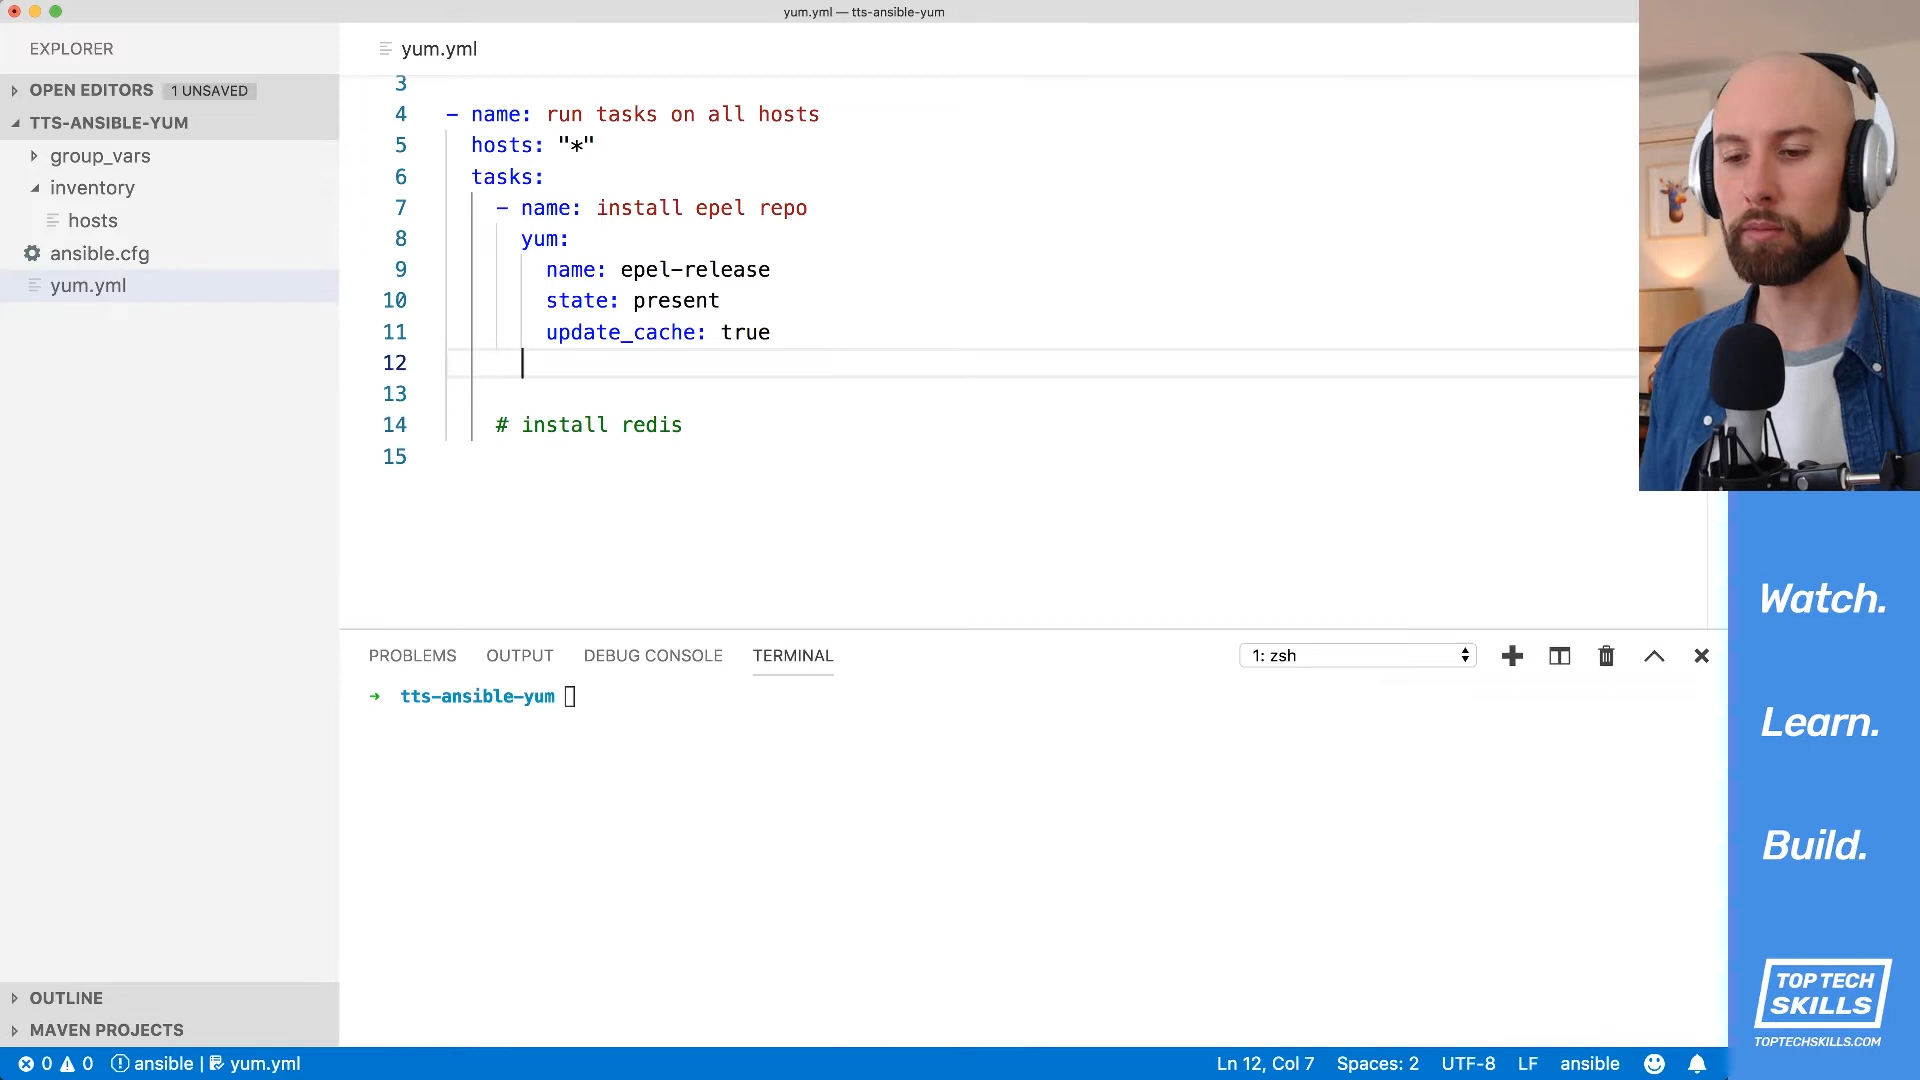 yum.yml — tts-ansible-yum
EXPLORER
OPEN EDITORS 1 UNSAVED
TTS-ANSIBLE-YUM
group_vars
inventory
hosts
ansible.cfg
yum.yml
OUTLINE
MAVEN PROJECTS
yum.yml
3
4 - name: run tasks on all hosts
5 hosts: "*"
6 tasks:
7 - name: install epel repo
8 yum:
9 name: epel-release
10 state: present
11 update_cache: true
12
13
14 # install redis
15
PROBLEMS OUTPUT DEBUG CONSOLE TERMINAL 1: zsh
➜ tts-ansible-yum
Watch.
Learn.
Build.
TOP TECH
SKILLS
TOPTECHSKILLS.COM
0 0 ansible | yum.yml Ln 12, Col 7 Spaces: 2 UTF-8 LF ansible